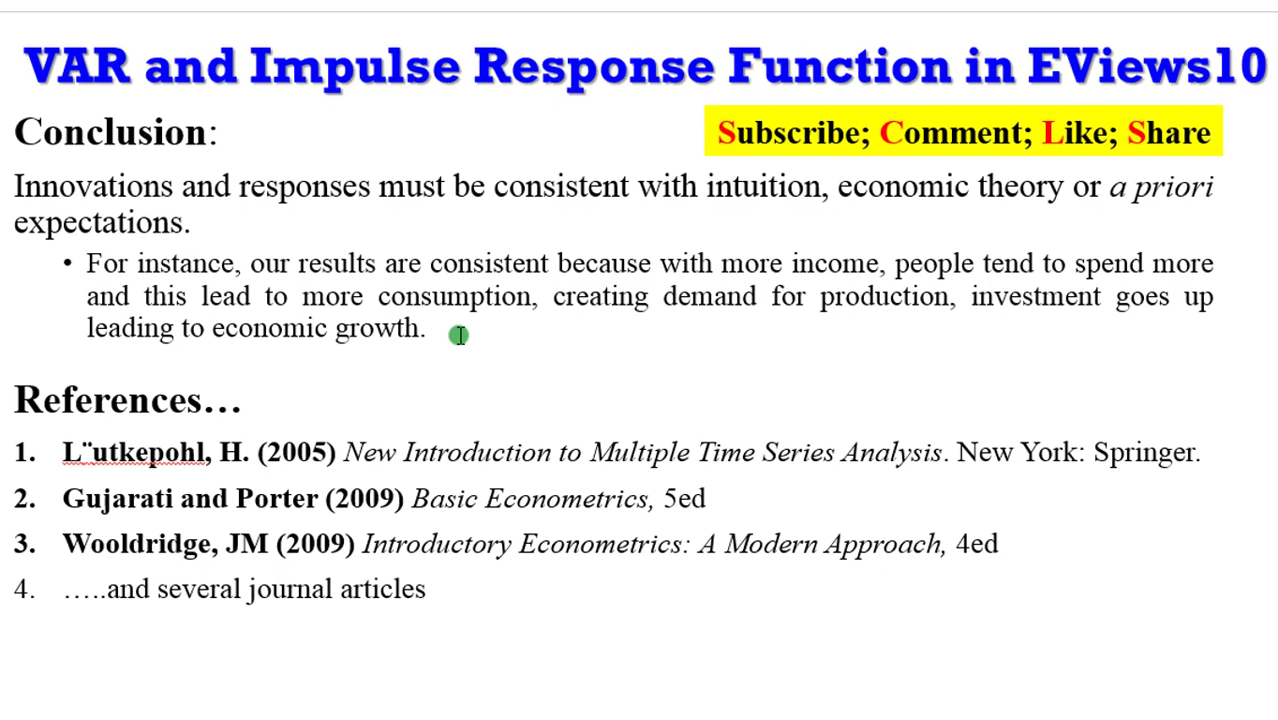 VAR and Impulse Response Function in EViews10
Conclusion:
Subscribe; Comment; Like; Share
Innovations and responses must be consistent with intuition, economic theory or a priori
expectations.
• For instance, our results are consistent because with more income, people tend to spend more
and this lead to more consumption, creating demand for production, investment goes up
leading to economic growth.
References…
1. L¨utkepohl, H. (2005) New Introduction to Multiple Time Series Analysis. New York: Springer.
2. Gujarati and Porter (2009) Basic Econometrics, 5ed
3. Wooldridge, JM (2009) Introductory Econometrics: A Modern Approach, 4ed
4. …..and several journal articles